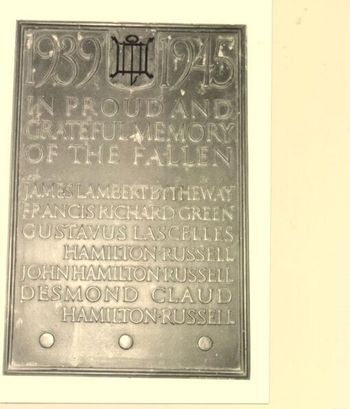 1939 1945
IN PROUD AND
GRATEFUL MEMORY
OF THE FALLEN
JAMES LAMBERT BYTHEWAY
FRANCIS RICHARD GREEN
GUSTAVUS LASCELLES
HAMILTON-RUSSELL
JOHN HAMILTON-RUSSELL
DESMOND CLAUD
HAMILTON-RUSSELL